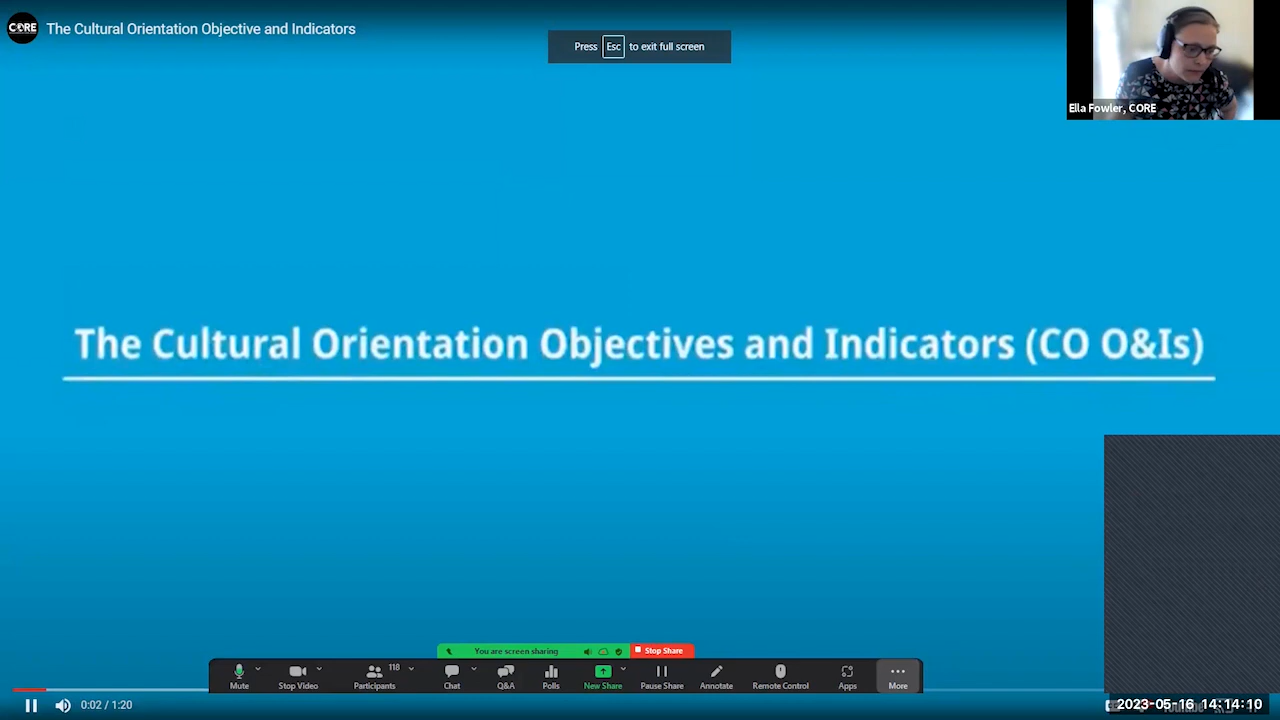 CORE
The Cultural Orientation Objective and Indicators
Press Esc to exit full screen
Ella Fowler, CORE
The Cultural Orientation Objectives and Indicators (CO O&Is)
You are screen sharing
Stop Share
118
Mute
Stop Video
Participants
Chat
Q&A
Polls
New Share
Pause Share
Annotate
Remote Control
Apps
More
0:02 / 1:20
2023-05-16 14:14:10